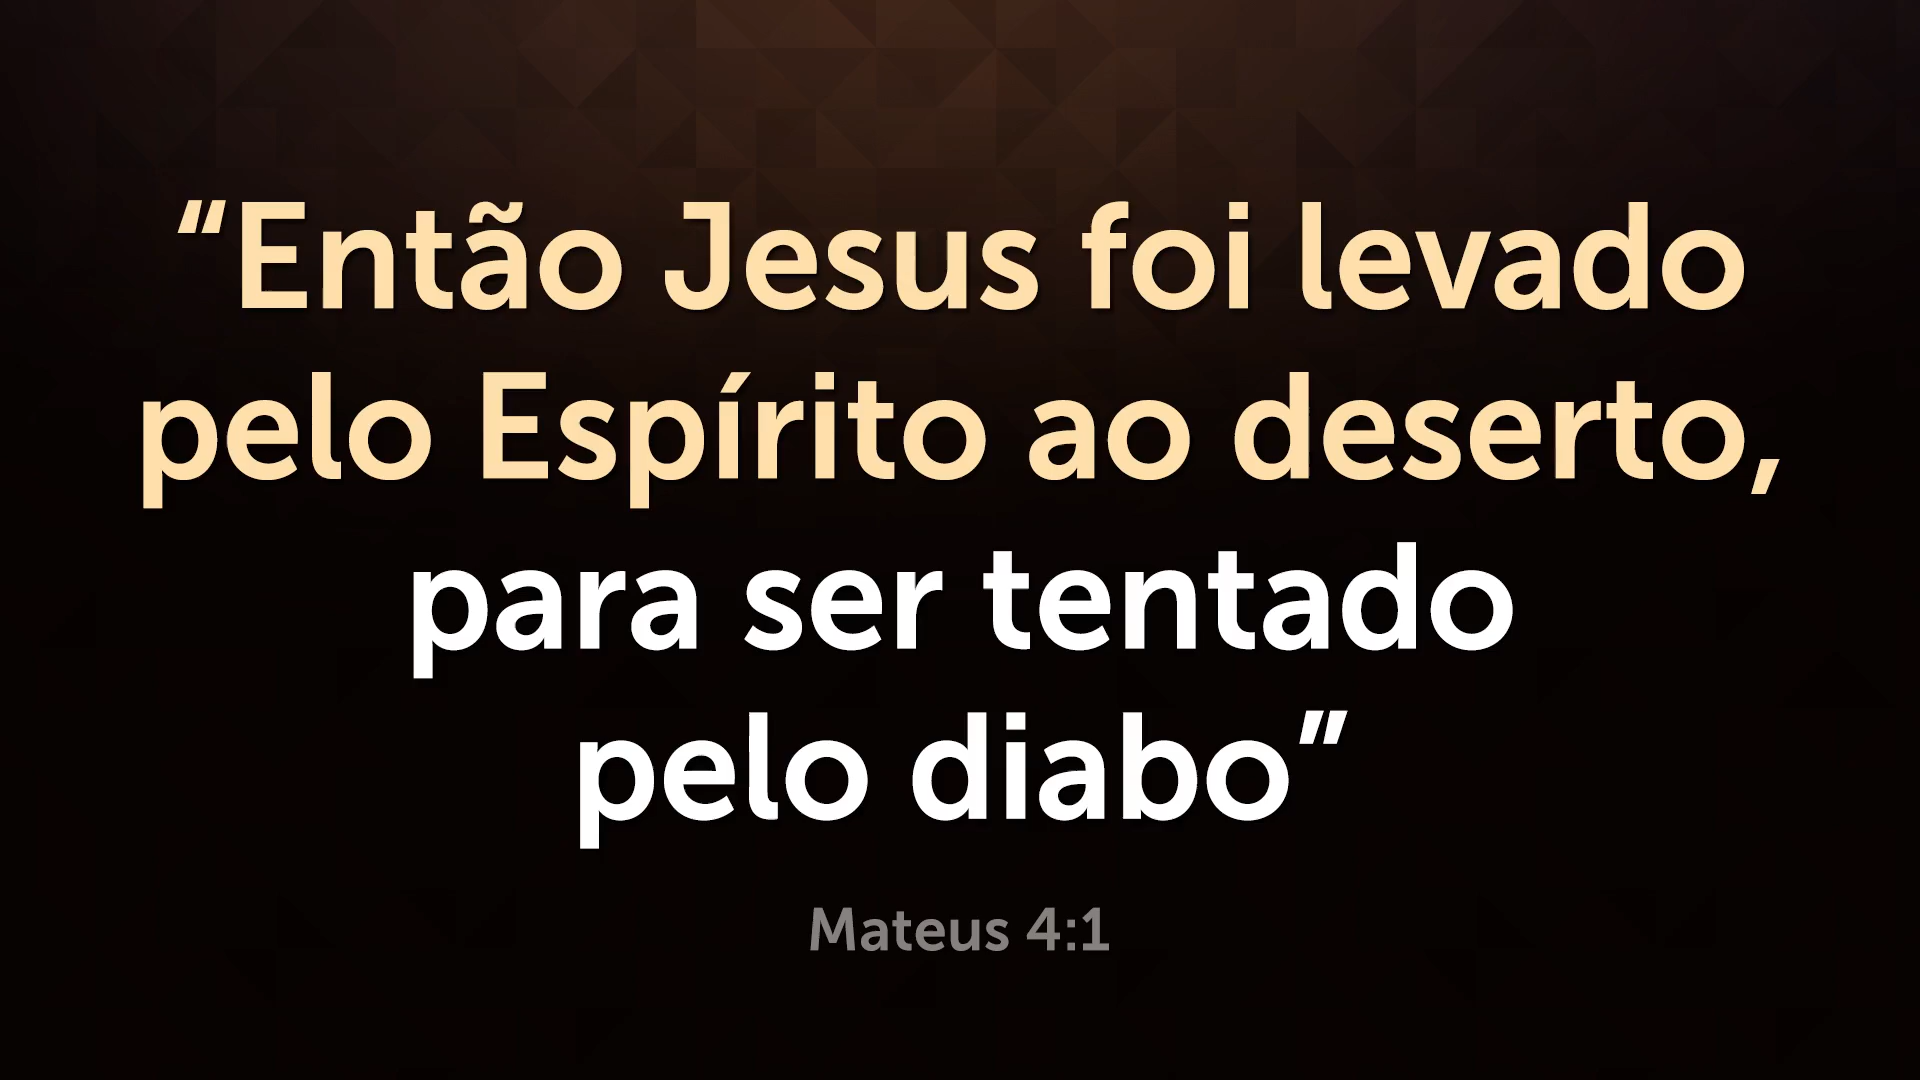 “Então Jesus foi levado
pelo Espírito ao deserto,
para ser tentado
pelo diabo”
Mateus 4:1